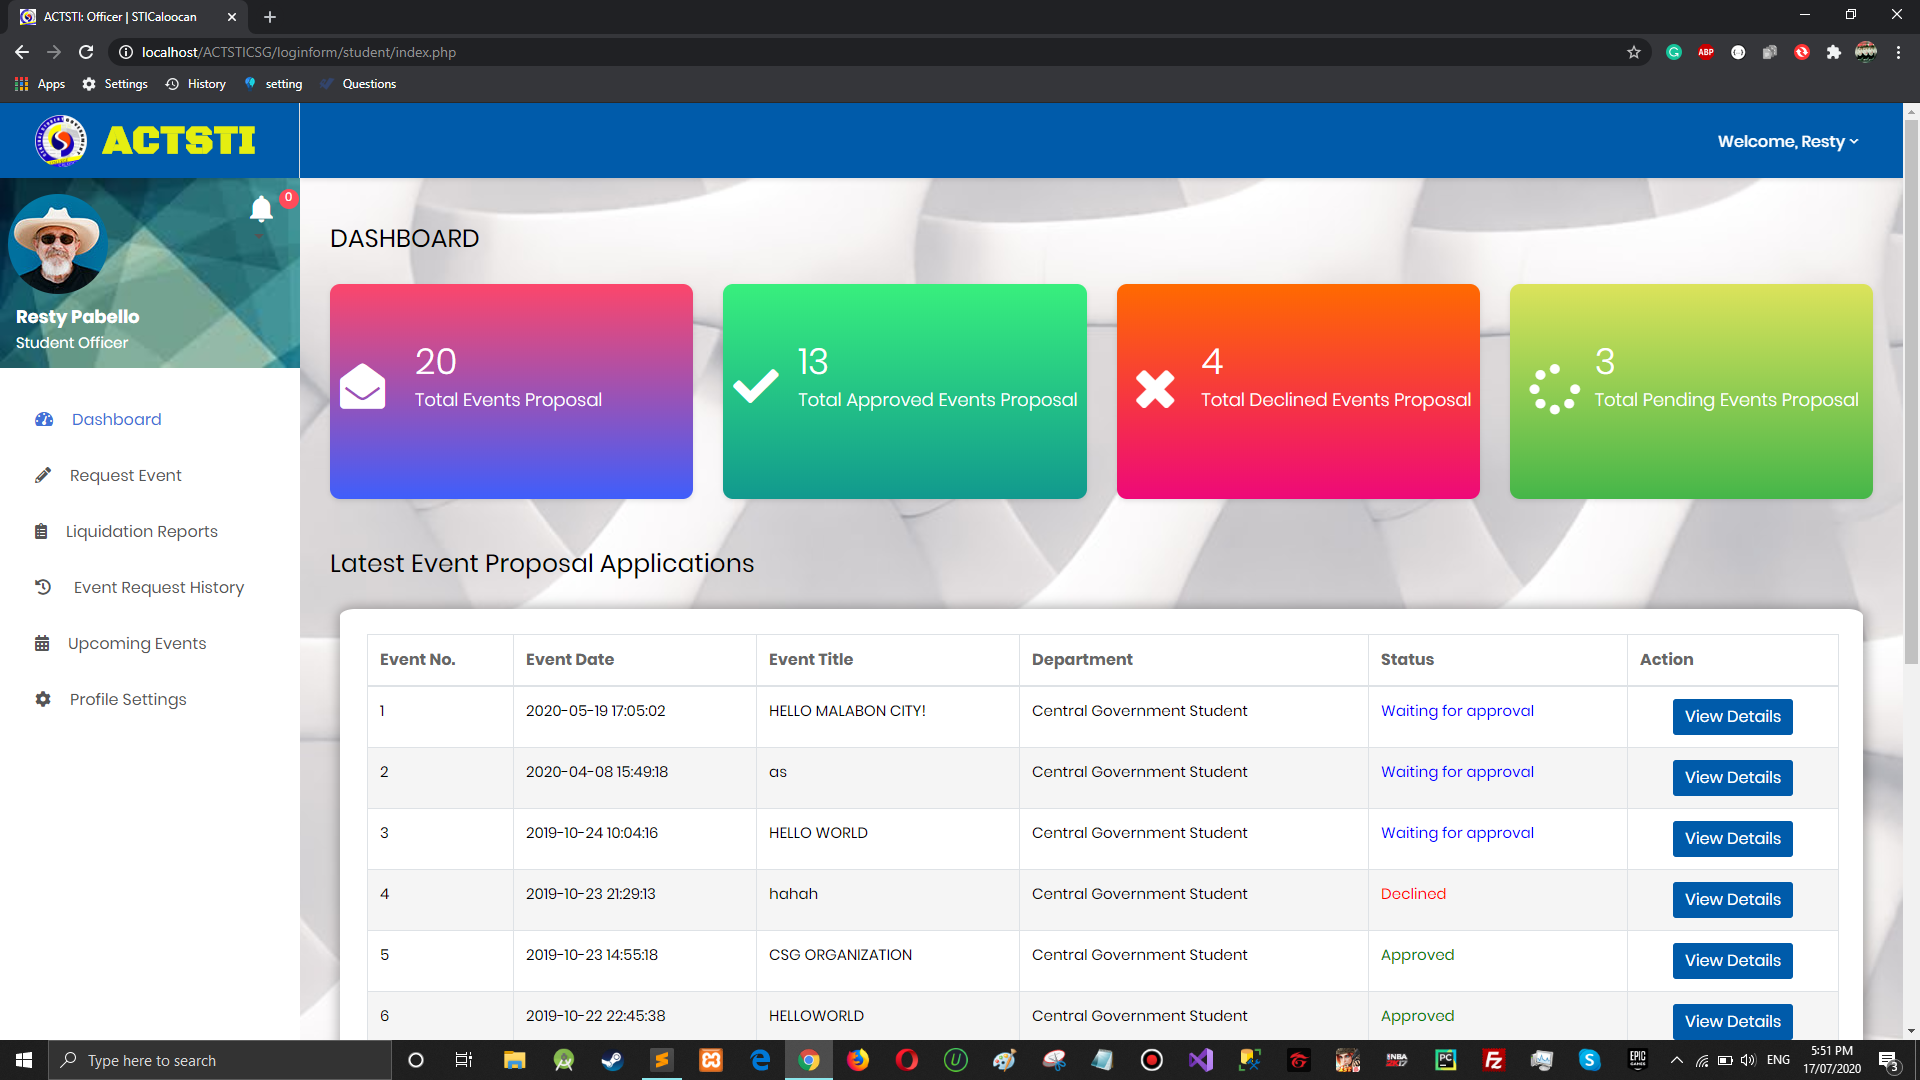 ACTSTI: Officer | STICaloocan
localhost/ACTSTICSG/loginform/student/index.php
ABP
Apps
Settings
History
setting
Questions
ACTSTI
Welcome, Resty
0
Resty Pabello
Student Officer
Dashboard
Request Event
Liquidation Reports
Event Request History
Upcoming Events
Profile Settings
DASHBOARD
20
Total Events Proposal
13
Total Approved Events Proposal
4
Total Declined Events Proposal
3
Total Pending Events Proposal
Latest Event Proposal Applications
Event No. Event Date Event Title Department Status Action
1 2020-05-19 17:05:02 HELLO MALABON CITY! Central Government Student Waiting for approval View Details
2 2020-04-08 15:49:18 as Central Government Student Waiting for approval View Details
3 2019-10-24 10:04:16 HELLO WORLD Central Government Student Waiting for approval View Details
4 2019-10-23 21:29:13 hahah Central Government Student Declined View Details
5 2019-10-23 14:55:18 CSG ORGANIZATION Central Government Student Approved View Details
6 2019-10-22 22:45:38 HELLOWORLD Central Government Student Approved View Details
Type here to search
ENG
5:51 PM
17/07/2020
3